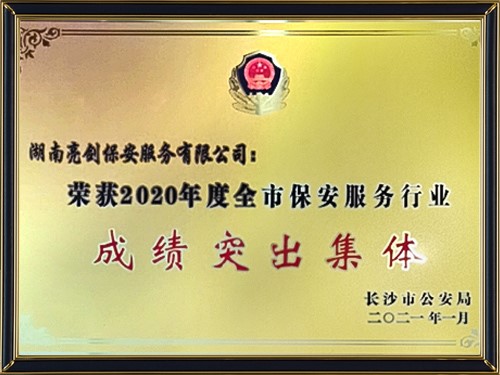 湖南亮剑保安服务有限公司：
荣获2020年度全市保安服务行业
成绩突出集体
长沙市公安局
二〇二一年一月